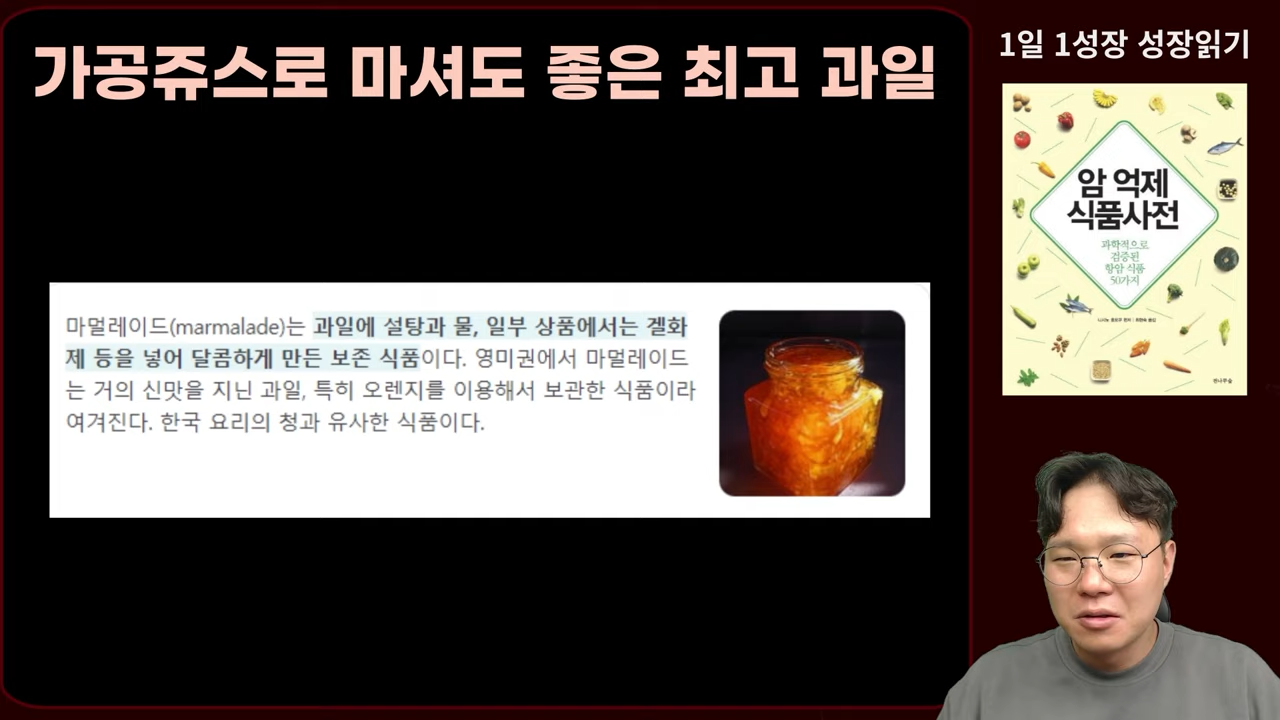 가공쥬스로 마셔도 좋은 최고 과일
1일 1성장 성장읽기
암 억제
식품사전
과학적으로
검증된
항암 식품
50가지
마멀레이드(marmalade)는 과일에 설탕과 물, 일부 상품에서는 겔화
제 등을 넣어 달콤하게 만든 보존 식품이다. 영미권에서 마멀레이드
는 거의 신맛을 지닌 과일, 특히 오렌지를 이용해서 보관한 식품이라
여겨진다. 한국 요리의 청과 유사한 식품이다.